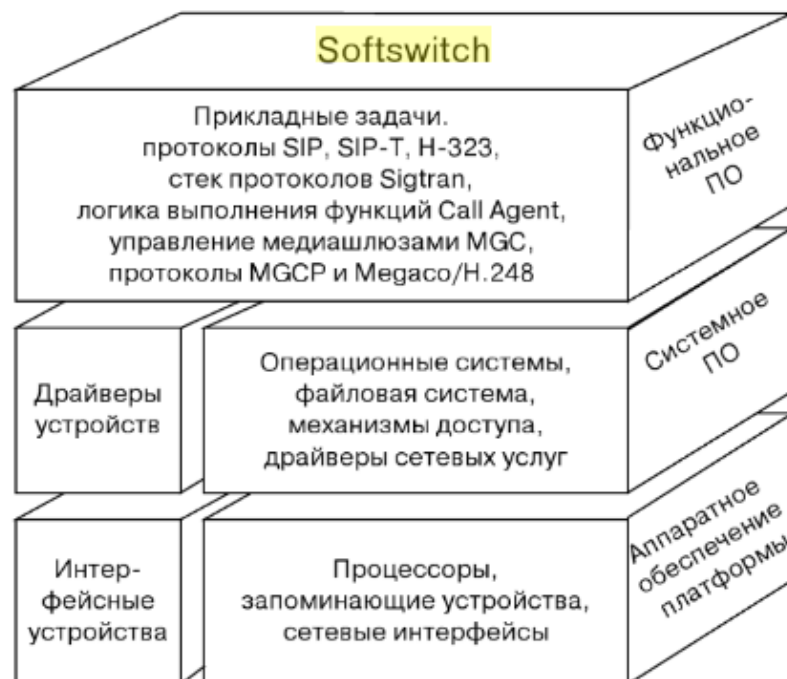 Softswitch
Прикладные задачи.
протоколы SIP, SIP-T, H-323,
стек протоколов Sigtran,
логика выполнения функций Call Agent,
управление медиашлюзами MGC,
протоколы MGCP и Megaco/H.248
Функцио-
нальное
ПО
Драйверы
устройств
Операционные системы,
файловая система,
механизмы доступа,
драйверы сетевых услуг
Системное
ПО
Интер-
фейсные
устройства
Процессоры,
запоминающие устройства,
сетевые интерфейсы
Аппаратное
обеспечение
платформы